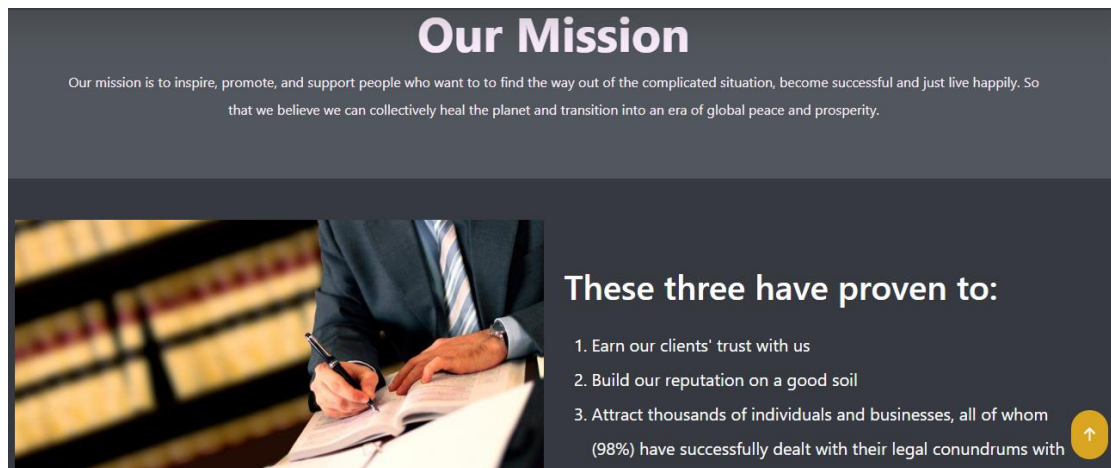 Our Mission
Our mission is to inspire, promote, and support people who want to to find the way out of the complicated situation, become successful and just live happily. So
that we believe we can collectively heal the planet and transition into an era of global peace and prosperity.
These three have proven to:
1. Earn our clients' trust with us
2. Build our reputation on a good soil
3. Attract thousands of individuals and businesses, all of whom
(98%) have successfully dealt with their legal conundrums with